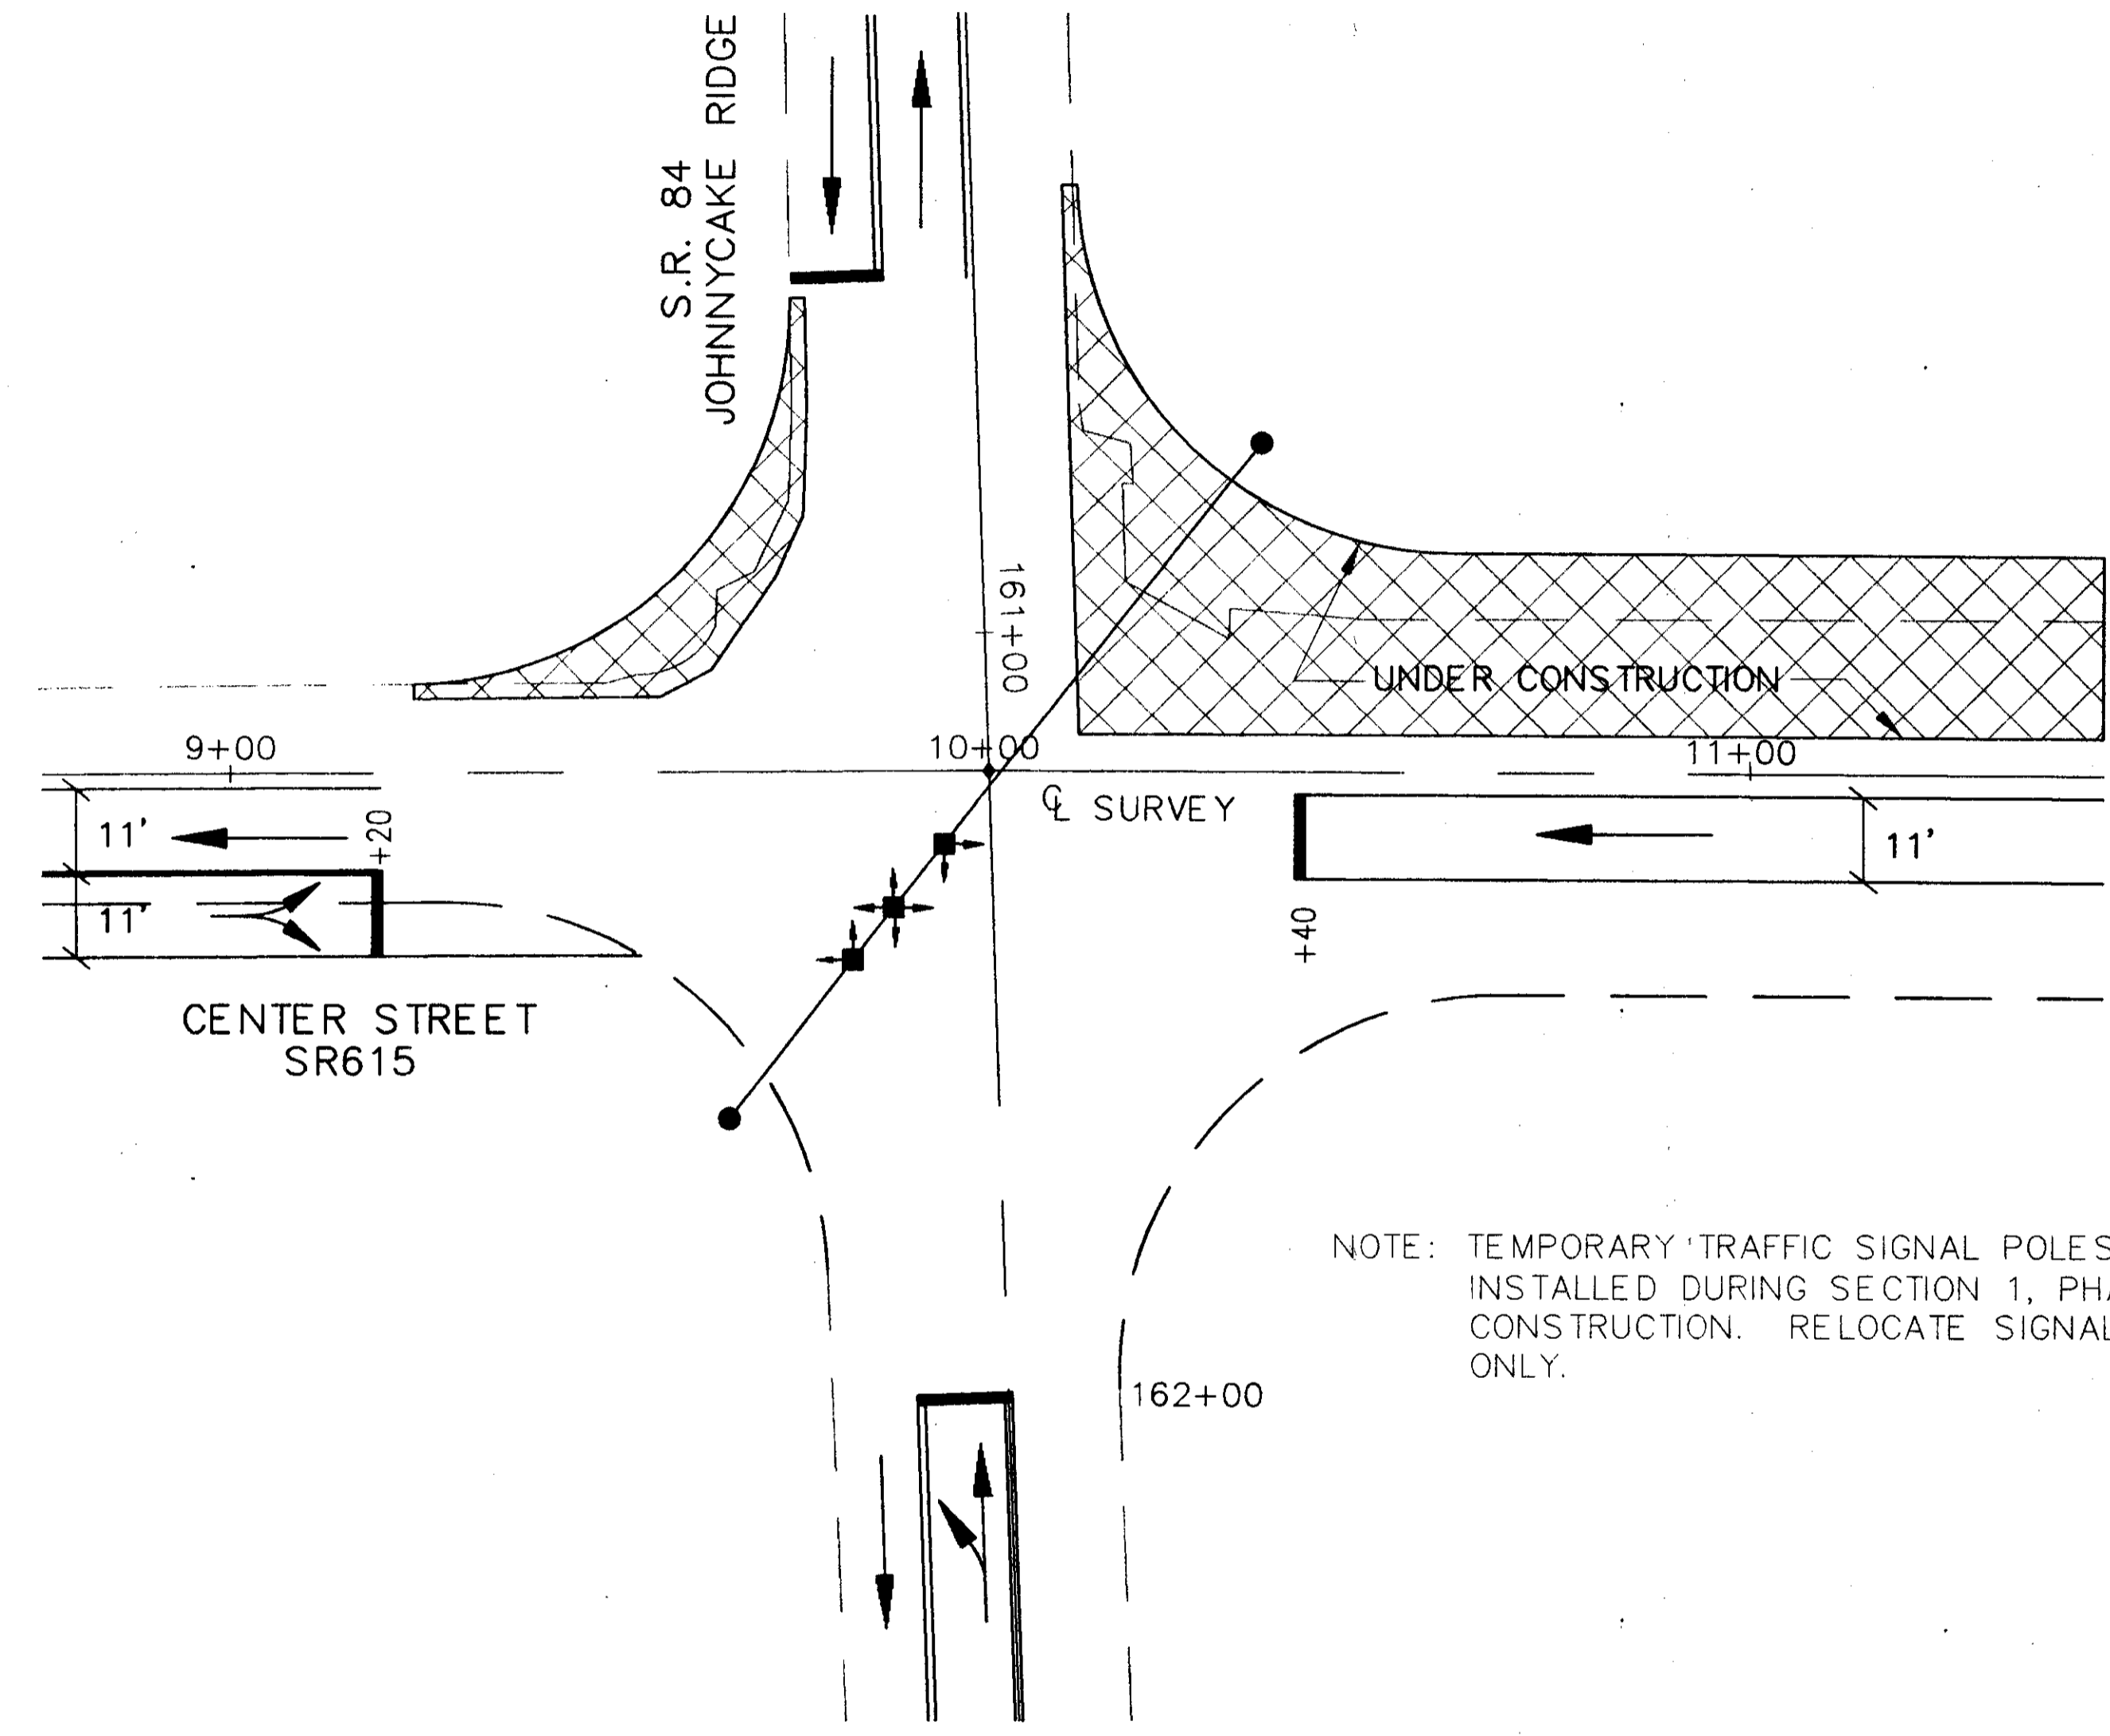 S.R. 84
JOHNNYCAKE RIDGE
161+00
9+00
10+00
11+00
℄ SURVEY
UNDER CONSTRUCTION
11'
11'
+20
11'
+40
CENTER STREET
SR615
NOTE: TEMPORARY TRAFFIC SIGNAL POLES
INSTALLED DURING SECTION 1,
CONSTRUCTION. RELOCATE SIGNAL
ONLY.
162+00